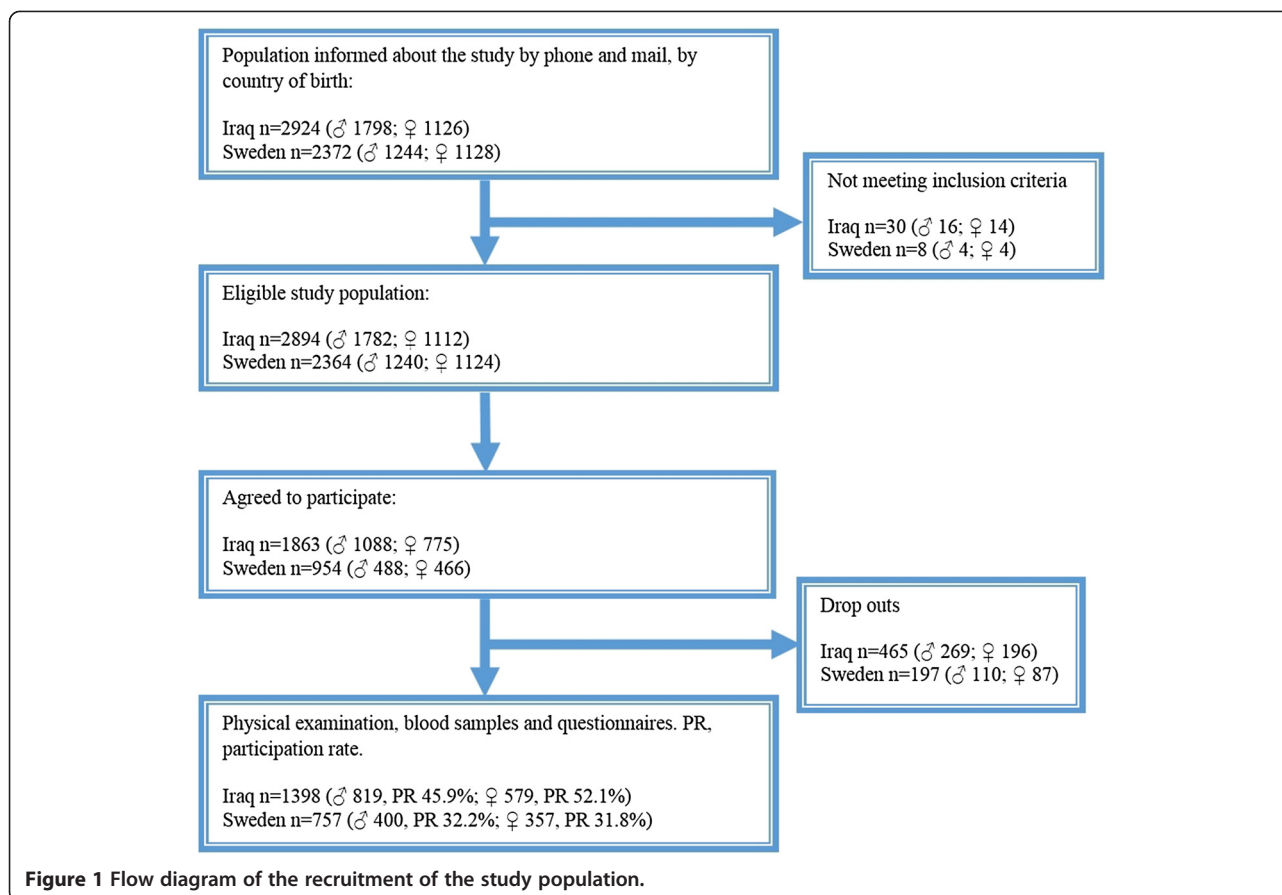 Population informed about the study by phone and mail, by
country of birth:
Iraq n=2924 (♂ 1798; ♀ 1126)
Sweden n=2372 (♂ 1244; ♀ 1128)
Not meeting inclusion criteria
Iraq n=30 (♂ 16; ♀ 14)
Sweden n=8 (♂ 4; ♀ 4)
Eligible study population:
Iraq n=2894 (♂ 1782; ♀ 1112)
Sweden n=2364 (♂ 1240; ♀ 1124)
Agreed to participate:
Iraq n=1863 (♂ 1088; ♀ 775)
Sweden n=954 (♂ 488; ♀ 466)
Drop outs
Iraq n=465 (♂ 269; ♀ 196)
Sweden n=197 (♂ 110; ♀ 87)
Physical examination, blood samples and questionnaires. PR,
participation rate.
Iraq n=1398 (♂ 819, PR 45.9%; ♀ 579, PR 52.1%)
Sweden n=757 (♂ 400, PR 32.2%; ♀ 357, PR 31.8%)
Figure 1 Flow diagram of the recruitment of the study population.